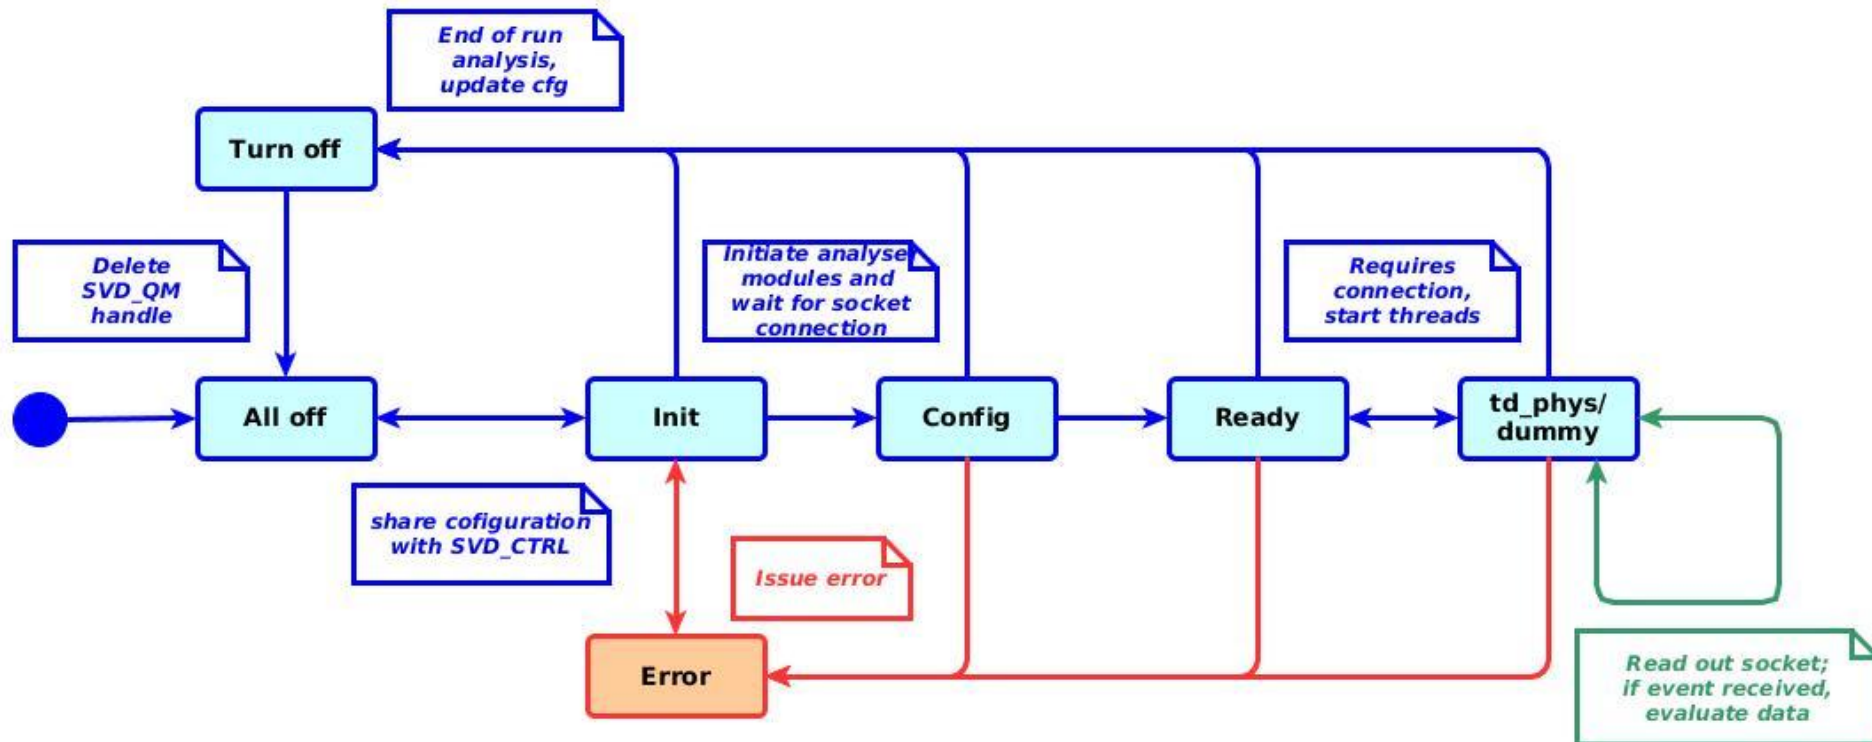 End of run
analysis,
update cfg
Turn off
Delete
SVD_QM
handle
Initiate analyse
modules and
wait for socket
connection
Requires
connection,
start threads
All off
Init
Config
Ready
td_phys/
dummy
share cofiguration
with SVD_CTRL
Issue error
Error
Read out socket;
if event received,
evaluate data